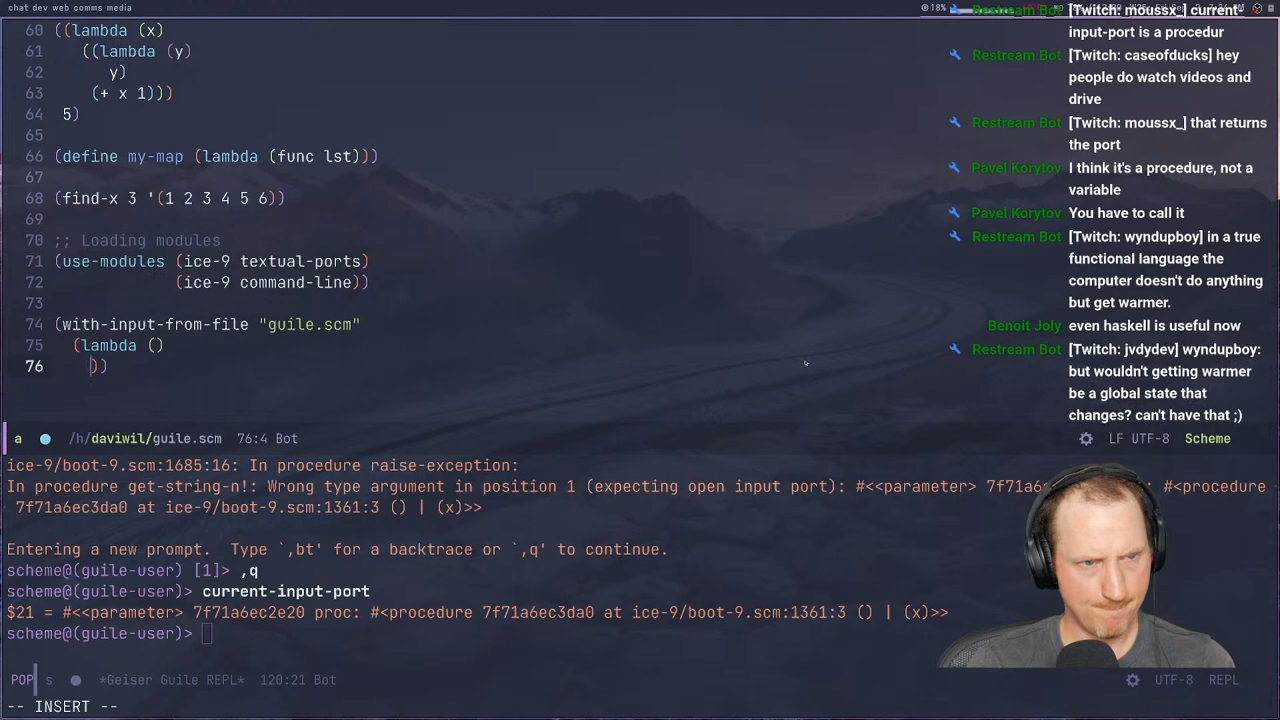 chat dev web comms media
18%
60 ((lambda (x)
61 ((lambda (y)
62 y)
63 (+ x 1)))
64 5)
65
66 (define my-map (lambda (func lst)))
67
68 (find-x 3 '(1 2 3 4 5 6))
69
70 ;; Loading modules
71 (use-modules (ice-9 textual-ports)
72 (ice-9 command-line))
73
74 (with-input-from-file "guile.scm"
75 (lambda ()
76 ))
a /h/daviwil/guile.scm 76:4 Bot LF UTF-8 Scheme
ice-9/boot-9.scm:1685:16: In procedure raise-exception:
In procedure get-string-n!: Wrong type argument in position 1 (expecting open input port): #<<parameter> 7f71a6 : #<procedure
7f71a6ec3da0 at ice-9/boot-9.scm:1361:3 () | (x)>>
Entering a new prompt. Type `,bt' for a backtrace or `,q' to continue.
scheme@(guile-user) [1]> ,q
scheme@(guile-user)> current-input-port
$21 = #<<parameter> 7f71a6ec2e20 proc: #<procedure 7f71a6ec3da0 at ice-9/boot-9.scm:1361:3 () | (x)>>
scheme@(guile-user)>
POP s *Geiser Guile REPL* 120:21 Bot UTF-8 REPL
-- INSERT --
Restream Bot [Twitch: moussx_] current-
input-port is a procedur
Restream Bot [Twitch: caseofducks] hey
people do watch videos and
drive
Restream Bot [Twitch: moussx_] that returns
the port
Pavel Korytov I think it's a procedure, not a
variable
Pavel Korytov You have to call it
Restream Bot [Twitch: wyndupboy] in a true
functional language the
computer doesn't do anything
but get warmer.
Benoit Joly even haskell is useful now
Restream Bot [Twitch: jvdydev] wyndupboy:
but wouldn't getting warmer
be a global state that
changes? can't have that ;)